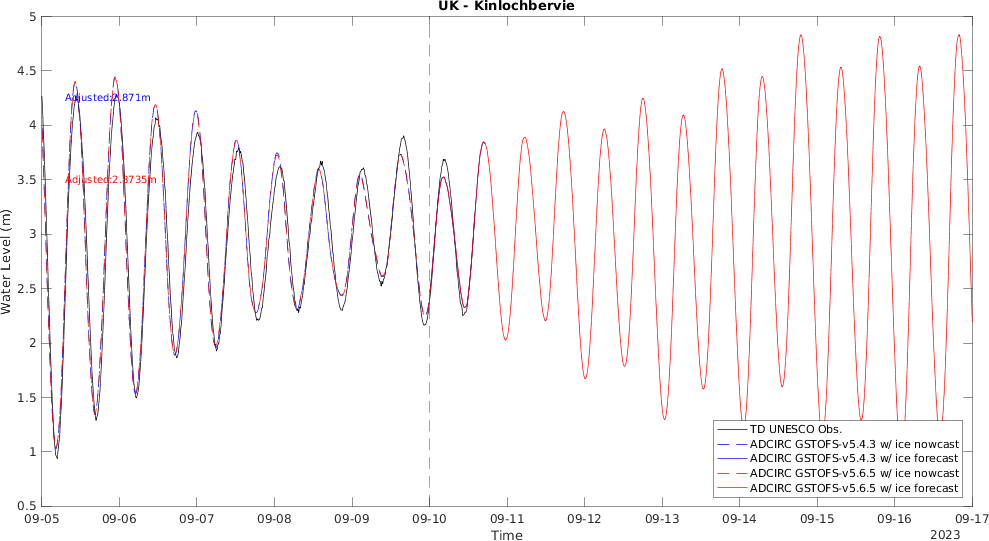 UK - Kinlochbervie
5
4.5
4
3.5
3
2.5
2
1.5
1
0.5
Water Level (m)
Adjusted:2.871m
Adjusted:2.8735m
TD UNESCO Obs.
ADCIRC GSTOFS-v5.4.3 w/ ice nowcast
ADCIRC GSTOFS-v5.4.3 w/ ice forecast
ADCIRC GSTOFS-v5.6.5 w/ ice nowcast
ADCIRC GSTOFS-v5.6.5 w/ ice forecast
09-05 09-06 09-07 09-08 09-09 09-10 09-11 09-12 09-13 09-14 09-15 09-16 09-17
Time
2023